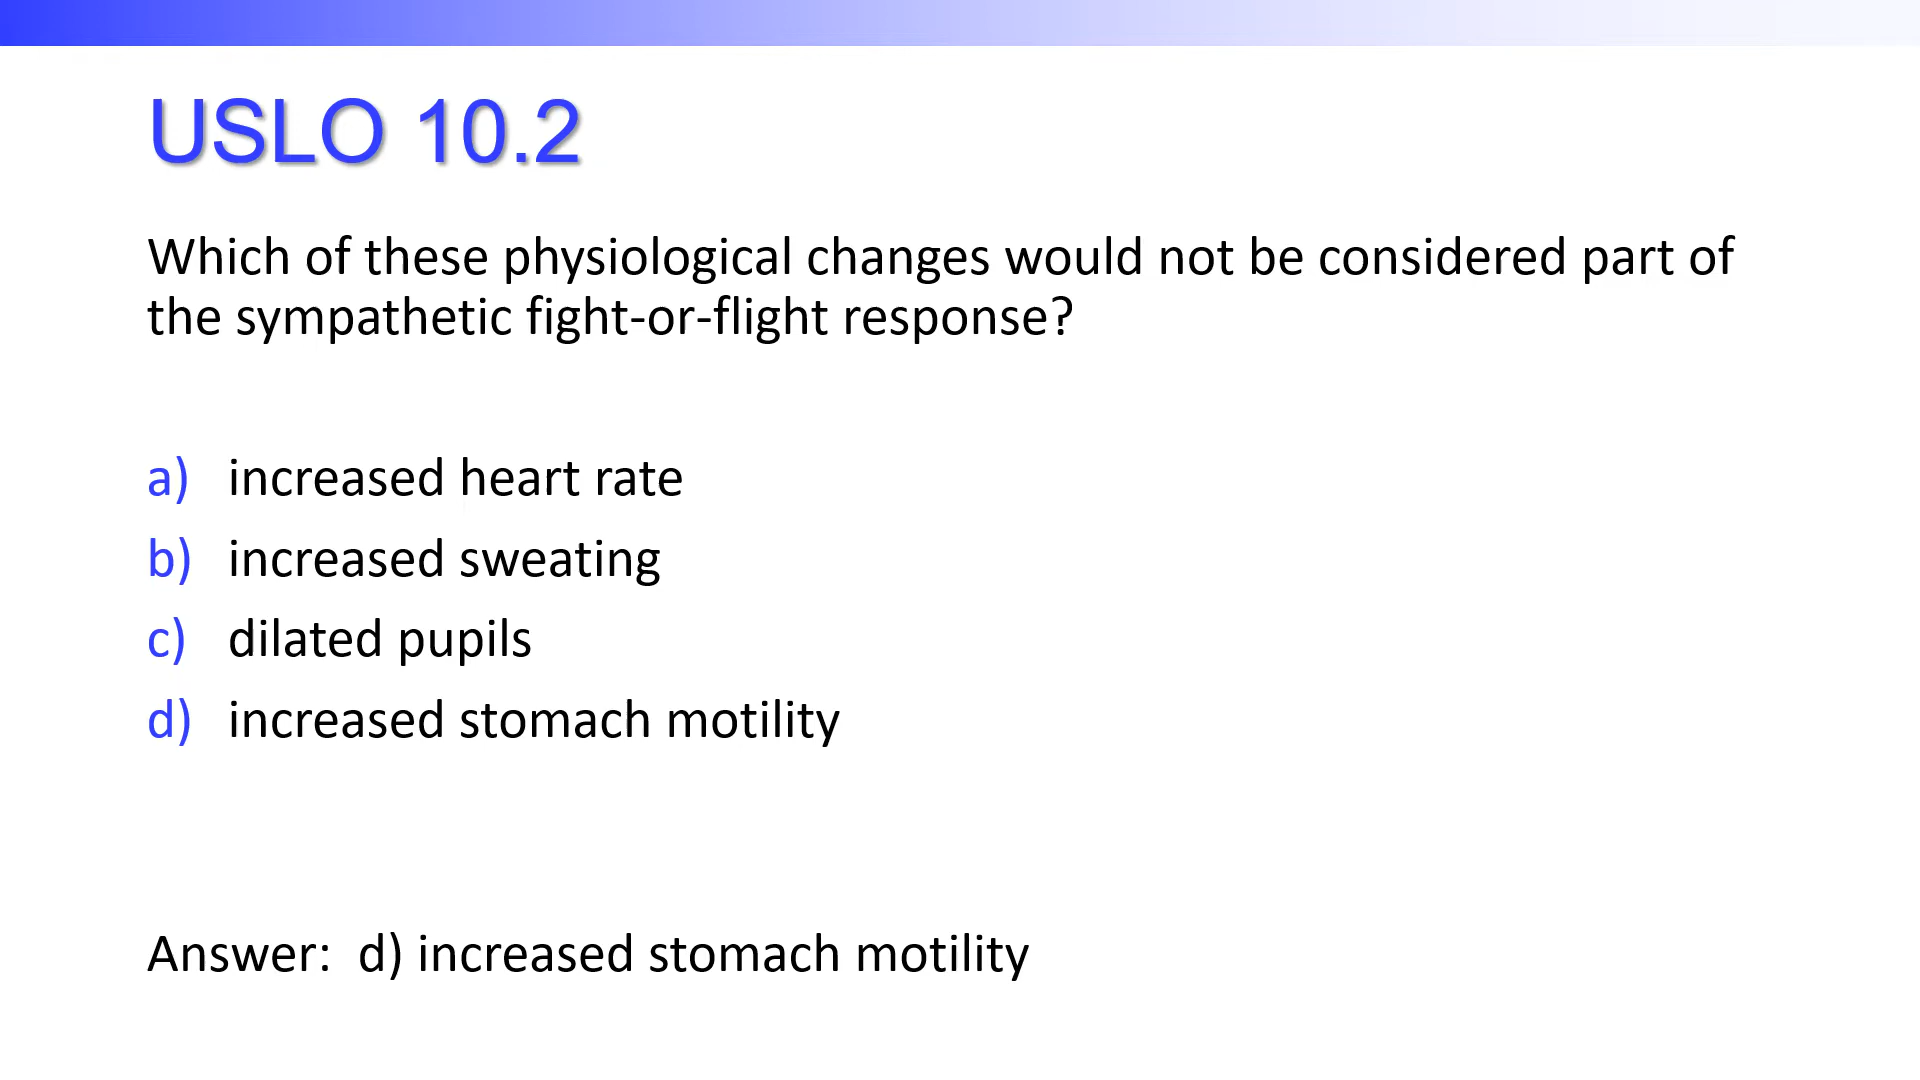 USLO 10.2
Which of these physiological changes would not be considered part of
the sympathetic fight-or-flight response?
a) increased heart rate
b) increased sweating
c) dilated pupils
d) increased stomach motility
Answer: d) increased stomach motility